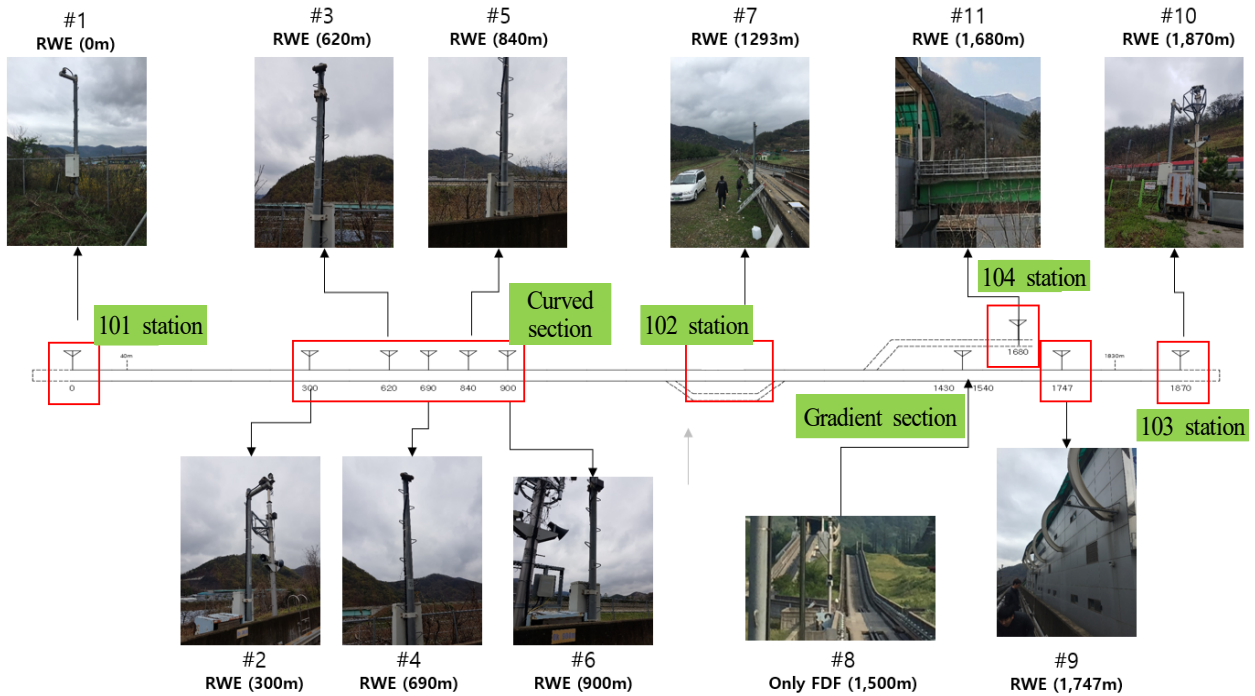 #1
RWE (0m)
#3
RWE (620m)
#5
RWE (840m)
#7
RWE (1293m)
#11
RWE (1,680m)
#10
RWE (1,870m)
101 station
Curved
section
102 station
104 station
40m
1830m
0
300
620
690
840
900
1430
1540
1680
1747
1870
Gradient section
103 station
#2
RWE (300m)
#4
RWE (690m)
#6
RWE (900m)
#8
Only FDF (1,500m)
#9
RWE (1,747m)